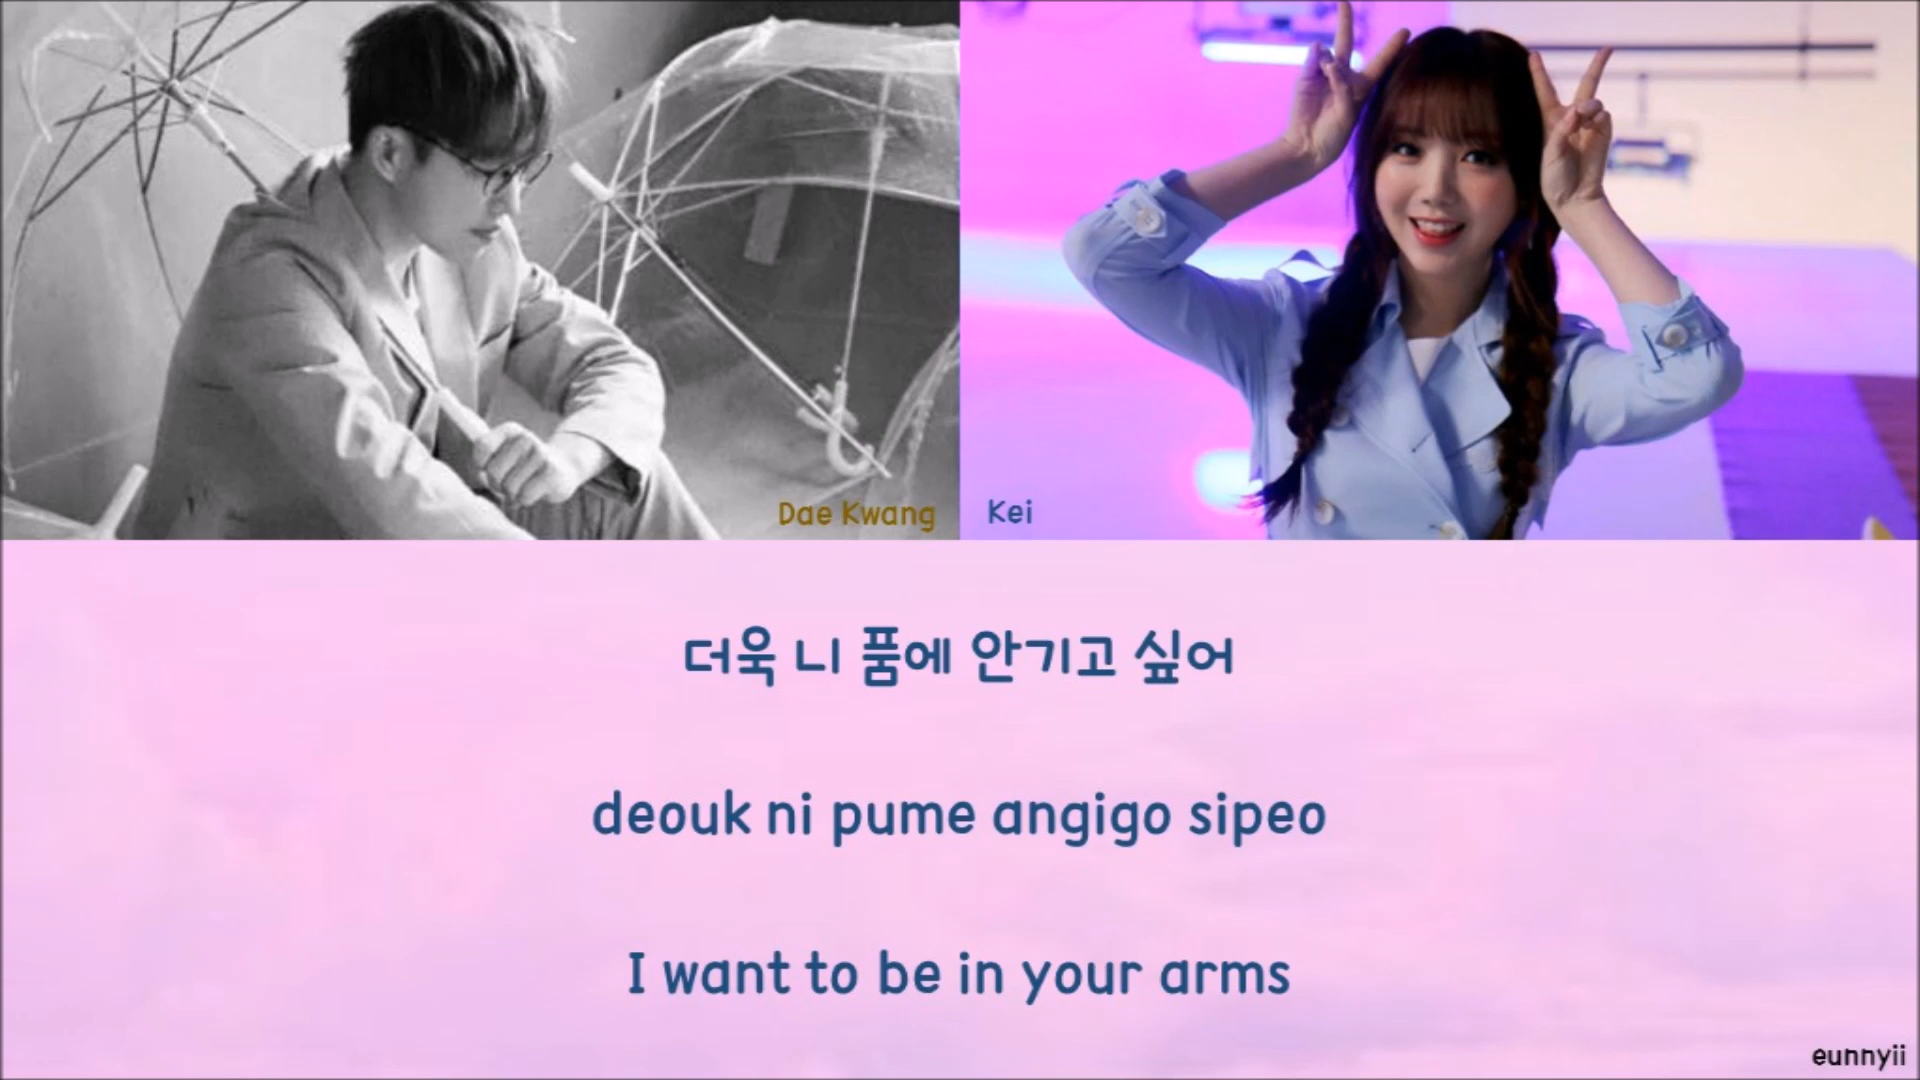 Dae Kwang
Kei
더욱 니 품에 안기고 싶어
deouk ni pume angigo sipeo
I want to be in your arms
eunnyii